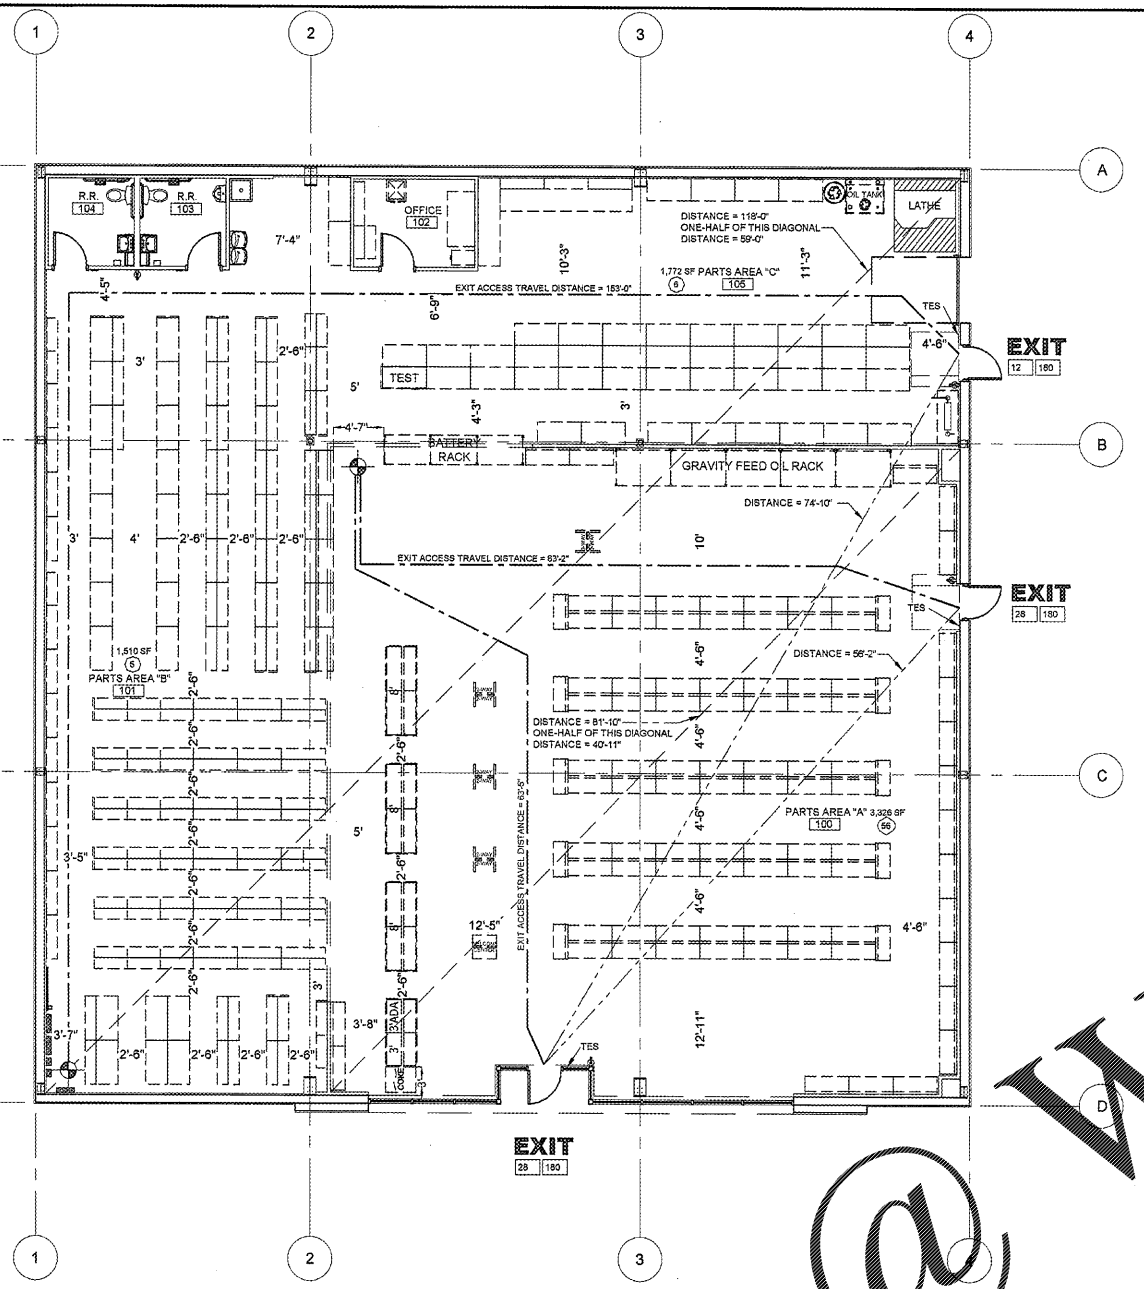 1
2
3
4
A
R.R.
104
R.R.
103
OFFICE
102
OIL TANK
LATHE
DISTANCE = 118'-0"
ONE-HALF OF THIS DIAGONAL
DISTANCE = 59'-0"
7'-4"
10'-3"
11'-3"
1,772 SF PARTS AREA "C"
6
105
4'-5"
EXIT ACCESS TRAVEL DISTANCE = 153'-0"
6'-9"
TES
EXIT
12 180
4'-6"
3'
2'-6"
5'
TEST
4'-3"
3'
4'-7"
BATTERY
RACK
B
GRAVITY FEED OIL RACK
DISTANCE = 74'-10"
3'
4'
2'-6"
2'-6"
2'-6"
10'
EXIT ACCESS TRAVEL DISTANCE = 63'-2"
EXIT
28 180
TES
DISTANCE = 56'-2"
1,510 SF
5
PARTS AREA "B"
101
2'-6"
4'-6"
8'
2'-6"
DISTANCE = 81'-10"
ONE-HALF OF THIS DIAGONAL
DISTANCE = 40'-11"
4'-6"
2'-6"
C
2'-6"
8'
PARTS AREA "A" 3,326 SF
100
56
4'-6"
5'
2'-6"
3'-5"
2'-6"
EXIT ACCESS TRAVEL DISTANCE = 63'-5"
2'-6"
4'-6"
8'
12'-5"
4'-6"
2'-6"
2'-6"
2'-6"
3'
3'-8"
3'ADA
3'-7"
2'-6"
2'-6"
2'-6"
2'-6"
3'
COKE
3'
12'-11"
TES
D
EXIT
28 180
@
1
2
3
4